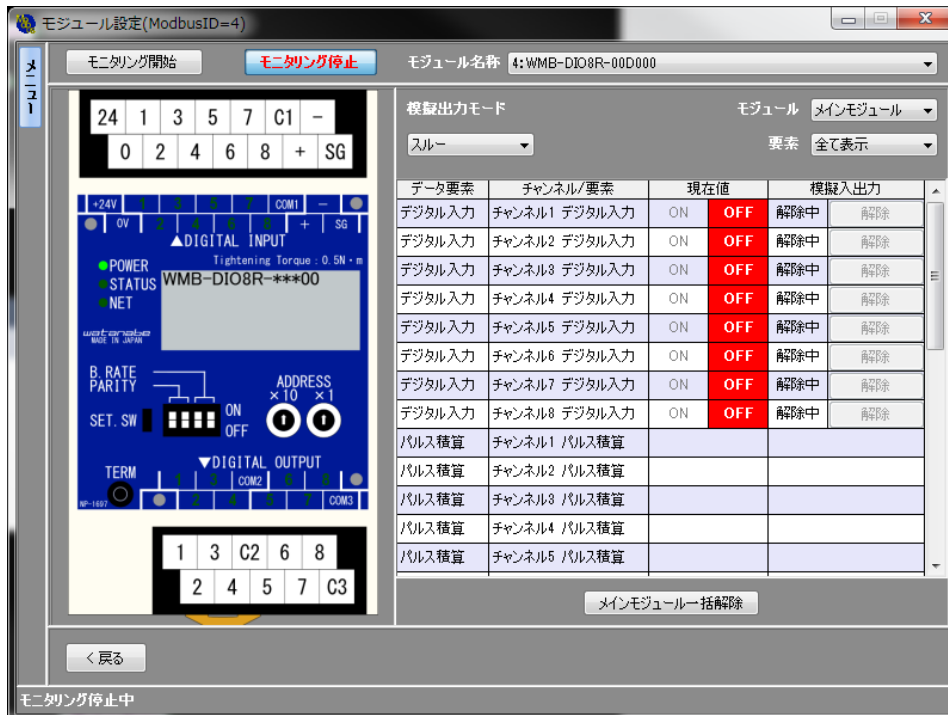 モジュール設定(ModbusID=4)
メニュー
モニタリング開始 モニタリング停止 モジュール名称 4:WMB-DIO8R-00D000
模擬出力モード モジュール メインモジュール
スルー 要素 全て表示
24 1 3 5 7 C1 −
0 2 4 6 8 + SG
+24V 1 3 5 7 COM1 −
0V 2 4 6 8 + SG
▲DIGITAL INPUT
Tightening Torque : 0.5N・m
POWER
STATUS
NET
WMB-DIO8R-***00
watanabe
MADE IN JAPAN
B.RATE
PARITY
ADDRESS
×10 ×1
SET.SW
ON
OFF
TERM
▼DIGITAL OUTPUT
1 3 COM2 6 8
2 4 5 7 COM3
NP-1697
1 3 C2 6 8
2 4 5 7 C3
データ要素 チャンネル/要素 現在値 模擬入出力
デジタル入力 チャンネル1 デジタル入力 ON OFF 解除中 解除
デジタル入力 チャンネル2 デジタル入力 ON OFF 解除中 解除
デジタル入力 チャンネル3 デジタル入力 ON OFF 解除中 解除
デジタル入力 チャンネル4 デジタル入力 ON OFF 解除中 解除
デジタル入力 チャンネル5 デジタル入力 ON OFF 解除中 解除
デジタル入力 チャンネル6 デジタル入力 ON OFF 解除中 解除
デジタル入力 チャンネル7 デジタル入力 ON OFF 解除中 解除
デジタル入力 チャンネル8 デジタル入力 ON OFF 解除中 解除
パルス積算 チャンネル1 パルス積算
パルス積算 チャンネル2 パルス積算
パルス積算 チャンネル3 パルス積算
パルス積算 チャンネル4 パルス積算
パルス積算 チャンネル5 パルス積算
メインモジュール一括解除
<戻る
モニタリング停止中